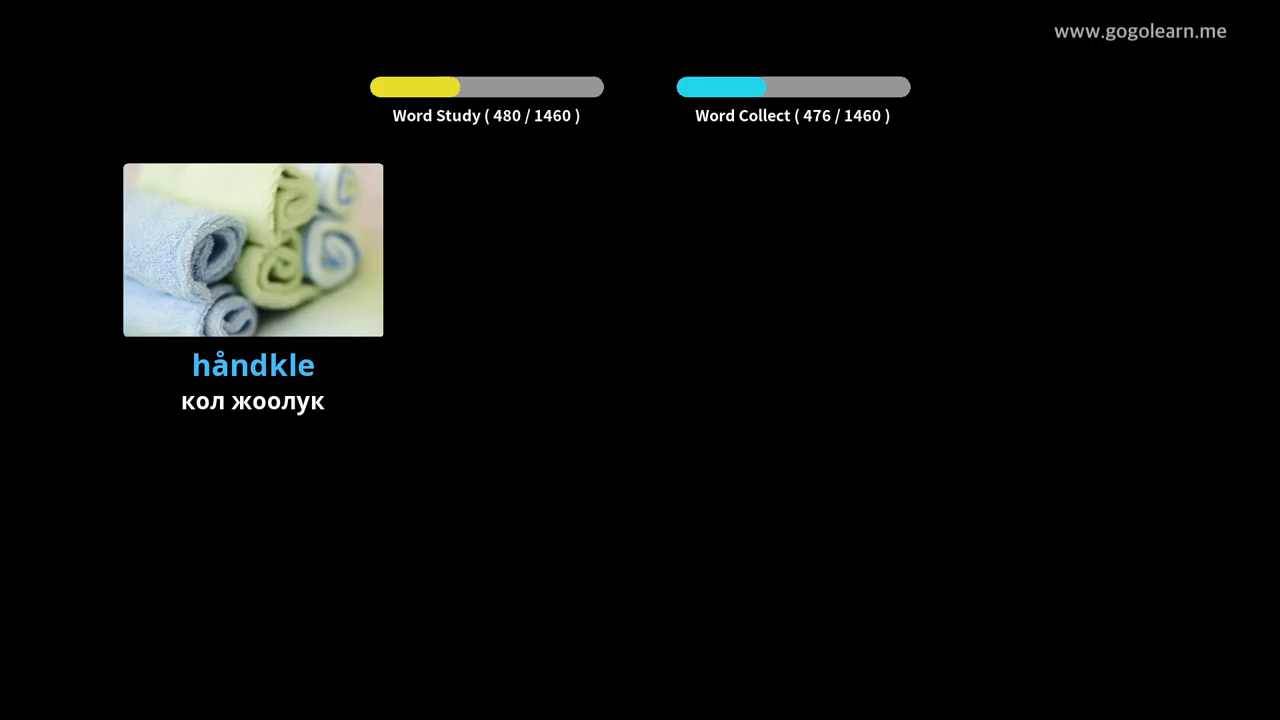 www.gogolearn.me
Word Study ( 480 / 1460 )
Word Collect ( 476 / 1460 )
håndkle
кол жоолук